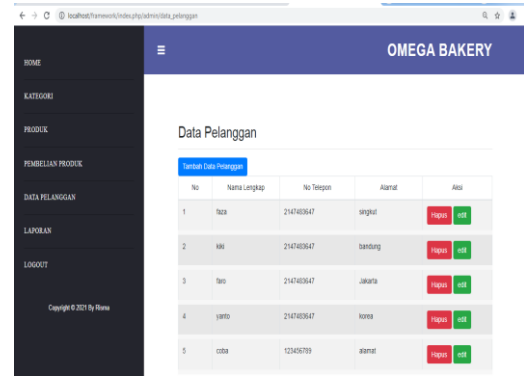 localhost/framework/index.php/admin/data_pelanggan
OMEGA BAKERY
HOME
KATEGORI
PRODUK
PEMBELIAN PRODUK
DATA PELANGGAN
LAPORAN
LOGOUT
Copyright © 2021 By Risma
Data Pelanggan
Tambah Data Pelanggan
No Nama Lengkap No Telepon Alamat Aksi
1 faza 2147483647 singkut Hapus edit
2 kiki 2147483647 bandung Hapus edit
3 faro 2147483647 Jakarta Hapus edit
4 yanto 2147483647 korea Hapus edit
5 coba 123456789 alamat Hapus edit